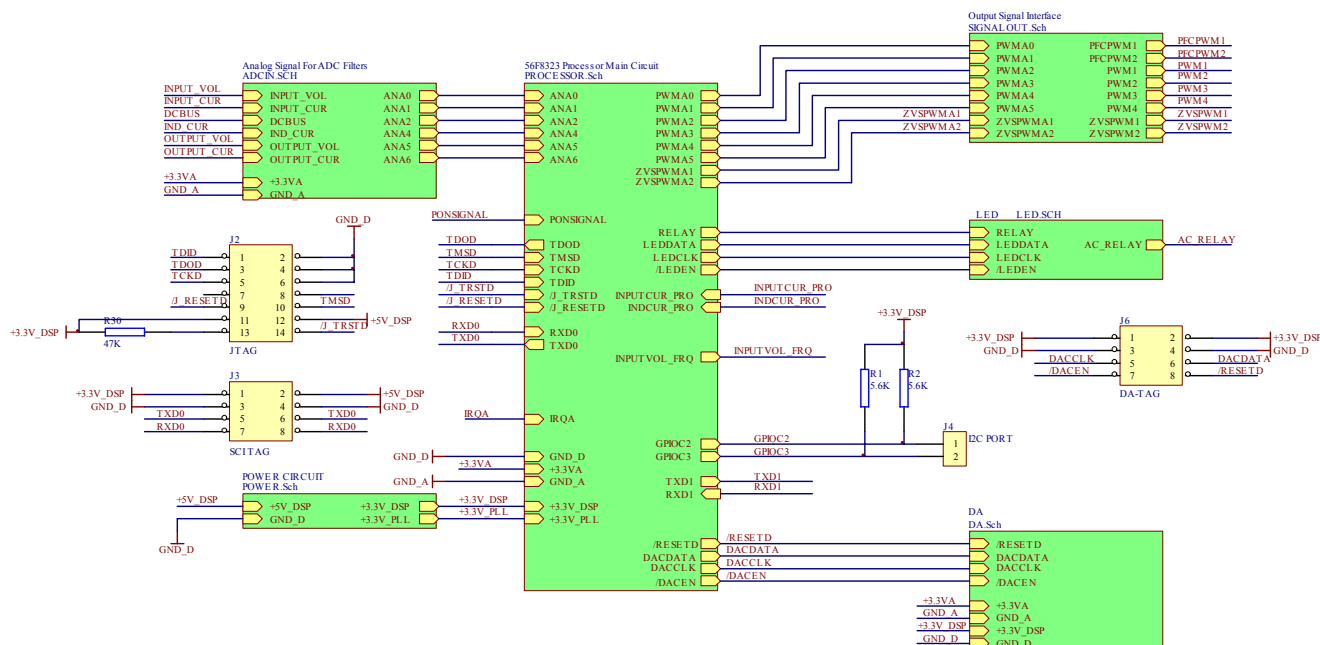 Output Signal Interface
SIGNALOUT.Sch
PWMA0 PFCPWM1 PFCPWM1
PWMA1 PFCPWM2 PFCPWM2
PWMA2 PWM1 PWM1
PWMA3 PWM2 PWM2
PWMA4 PWM3 PWM3
PWMA5 PWM4 PWM4
ZVSPWMA1 ZVSPWMA1 ZVSPWM1 ZVSPWM1
ZVSPWMA2 ZVSPWMA2 ZVSPWM2 ZVSPWM2
Analog Signal For ADC Filters
ADCIN.SCH
INPUT_VOL INPUT_VOL ANA0
INPUT_CUR INPUT_CUR ANA1
DCBUS DCBUS ANA2
IND_CUR IND_CUR ANA4
OUTPUT_VOL OUTPUT_VOL ANA5
OUTPUT_CUR OUTPUT_CUR ANA6
+3.3VA +3.3VA
GND_A GND_A
56F8323 Processor Main Circuit
PROCESSOR.Sch
ANA0 PWMA0
ANA1 PWMA1
ANA2 PWMA2
ANA4 PWMA3
ANA5 PWMA4
ANA6 PWMA5
ZVSPWMA1
ZVSPWMA2
PONSIGNAL PONSIGNAL
RELAY
TDOD TDOD LEDDATA
TMSD TMSD LEDCLK
TCKD TCKD /LEDEN
TDID TDID
/J_TRSTD /J_TRSTD INPUTCUR_PRO INPUTCUR_PRO
/J_RESETD /J_RESETD INDCUR_PRO INDCUR_PRO
RXD0 RXD0
TXD0 TXD0
INPUTVOL_FRQ INPUTVOL_FRQ
IRQA IRQA
GPIOC2 GPIOC2
GPIOC3 GPIOC3
GND_D GND_D
+3.3VA +3.3VA
GND_A GND_A
TXD1 TXD1
RXD1 RXD1
+3.3V_DSP +3.3V_DSP
+3.3V_PLL +3.3V_PLL
/RESETD /RESETD
DACDATA DACDATA
DACCLK DACCLK
/DACEN /DACEN
LED LED.SCH
RELAY
LEDDATA AC_RELAY AC_RELAY
LEDCLK
/LEDEN
GND_D
J2
TDID 1 2
TDOD 3 4
TCKD 5 6
7 8
/J_RESETD 9 10 TMSD
11 12 +5V_DSP
+3.3V_DSP R30 13 14 /J_TRSTD
47K
JTAG
J3
+3.3V_DSP 1 2 +5V_DSP
GND_D 3 4 GND_D
TXD0 5 6 TXD0
RXD0 7 8 RXD0
SCITAG
POWER CIRCUIT
POWER.Sch
+5V_DSP +5V_DSP +3.3V_DSP
GND_D +3.3V_PLL
GND_D
+3.3V_DSP
R1 R2
5.6K 5.6K
J4
I2C PORT
1
2
J6
+3.3V_DSP 1 2 +3.3V_DSP
GND_D 3 4 GND_D
DACCLK 5 6 DACDATA
/DACEN 7 8 /RESETD
DA-TAG
DA
DA.Sch
/RESETD
DACDATA
DACCLK
/DACEN
+3.3VA +3.3VA
GND_A GND_A
+3.3V_DSP +3.3V_DSP
GND_D GND_D